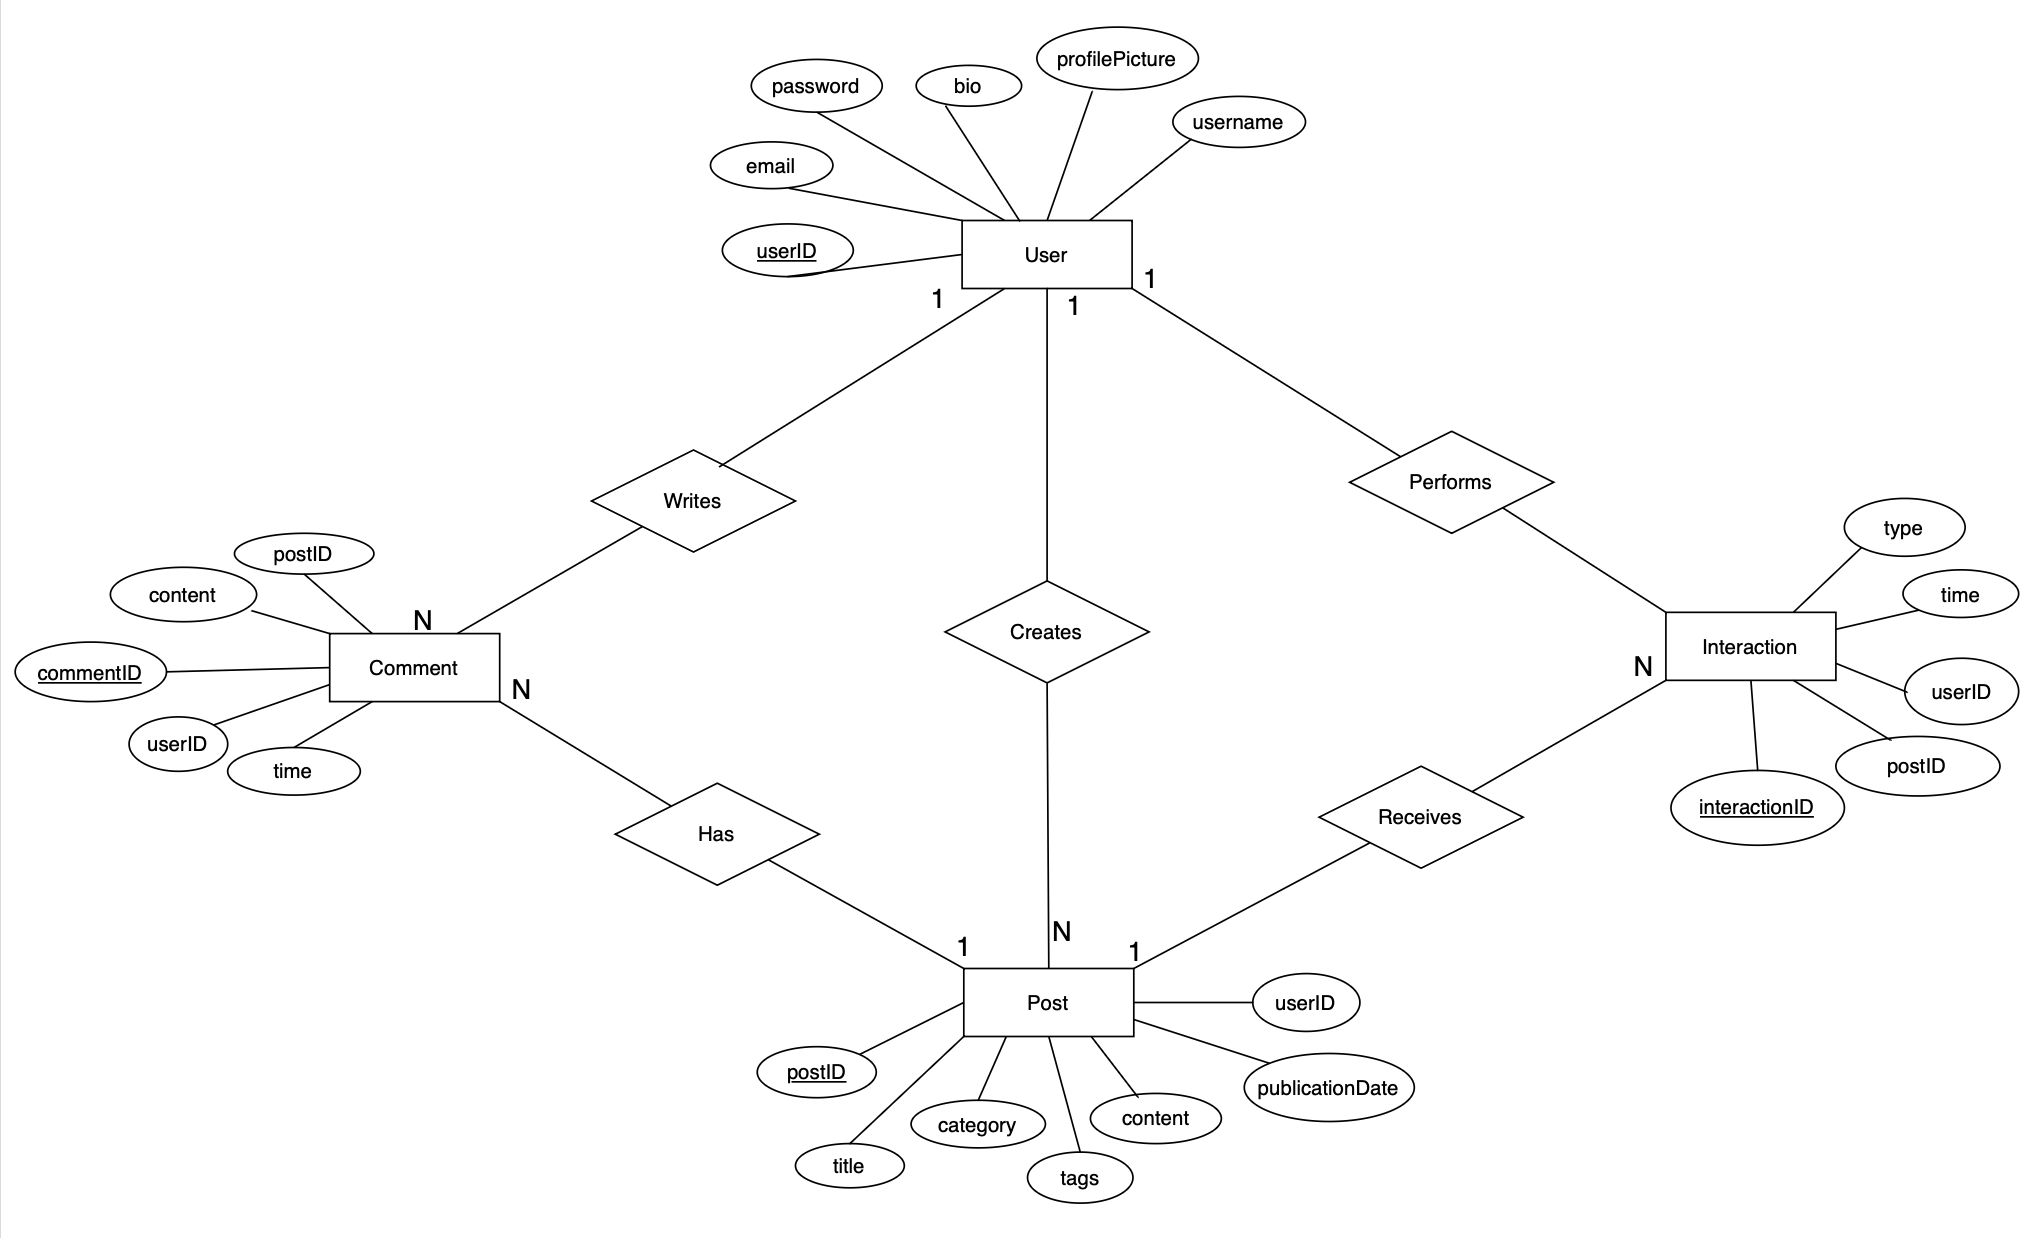 profilePicture
password
bio
username
email
userID
User
1
1
1
Writes
Performs
type
postID
content
time
N
Creates
Interaction
Comment
commentID
N
N
userID
userID
time
postID
interactionID
Has
Receives
1
N
1
Post
userID
postID
publicationDate
category
content
title
tags